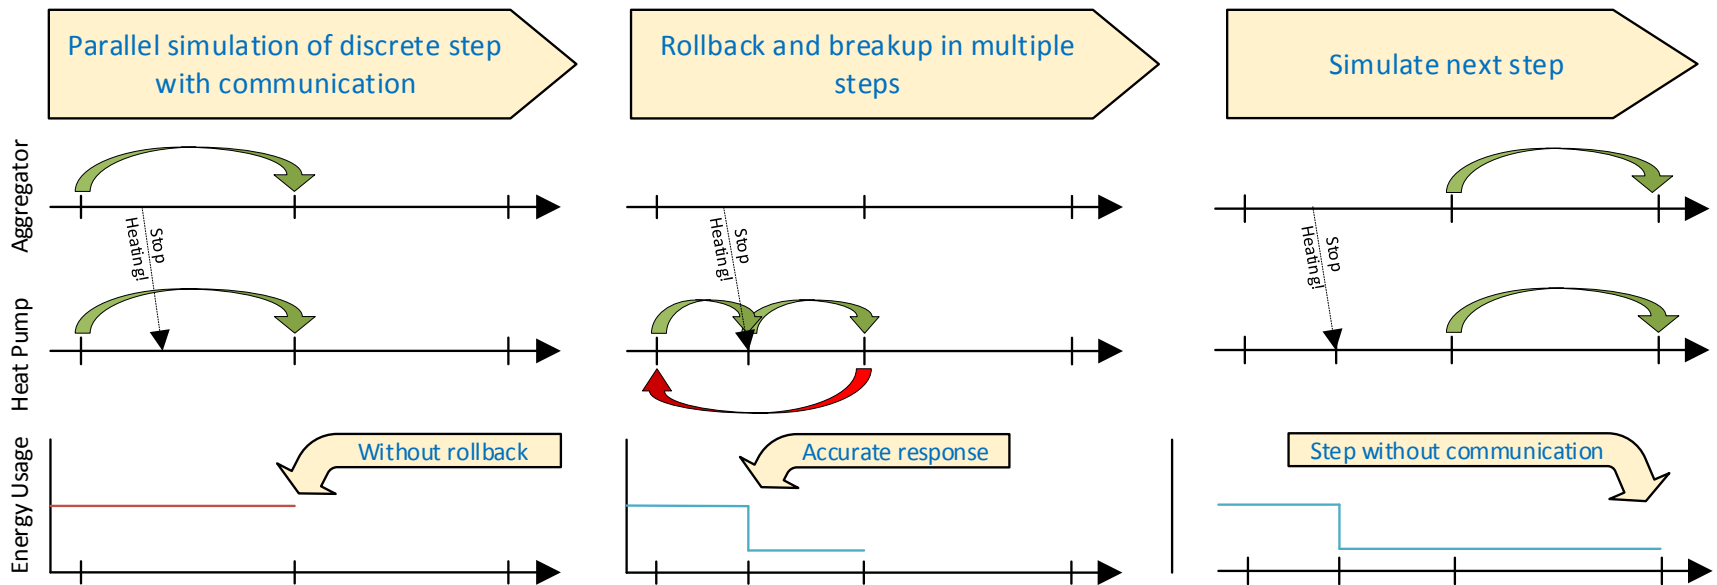 Parallel simulation of discrete step
with communication
Rollback and breakup in multiple
steps
Simulate next step
Aggregator
Stop
Heating!
Stop
Heating!
Stop
Heating!
Heat Pump
Energy Usage
Without rollback
Accurate response
Step without communication